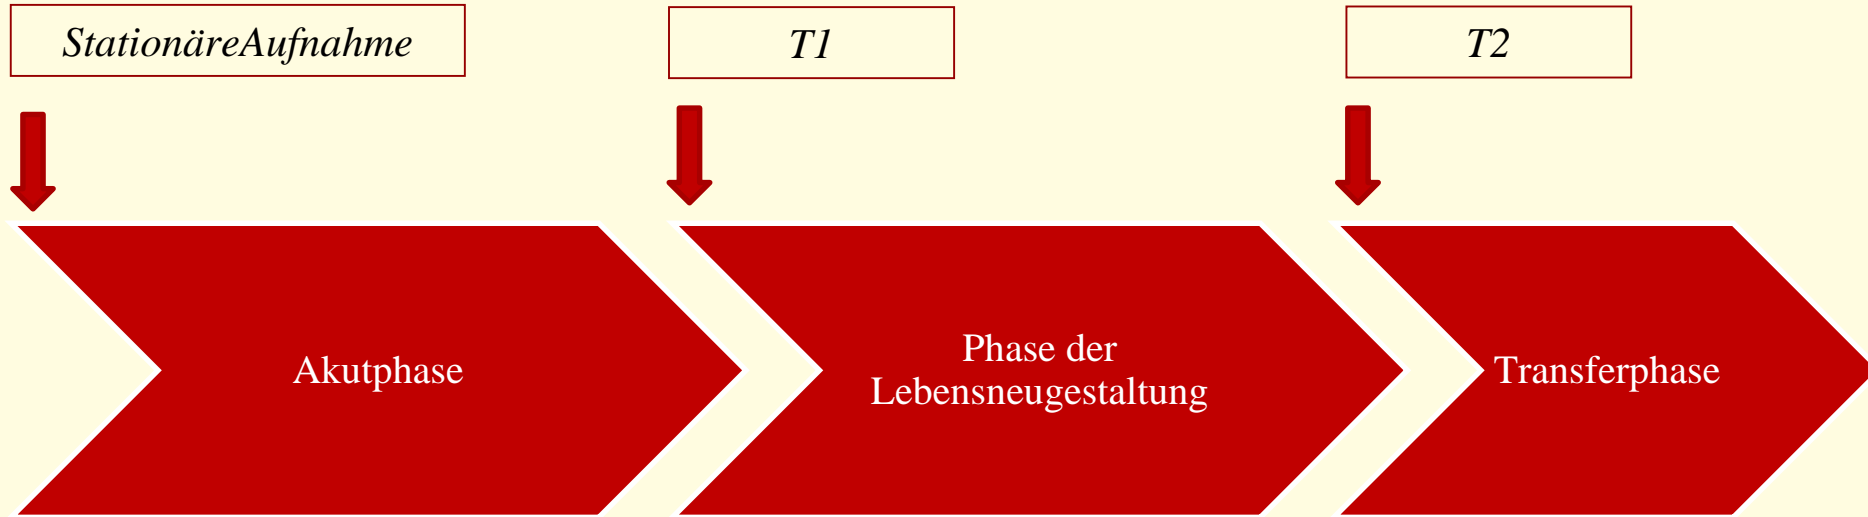 StationäreAufnahme
T1
T2
Akutphase
Phase der
Lebensneugestaltung
Transferphase